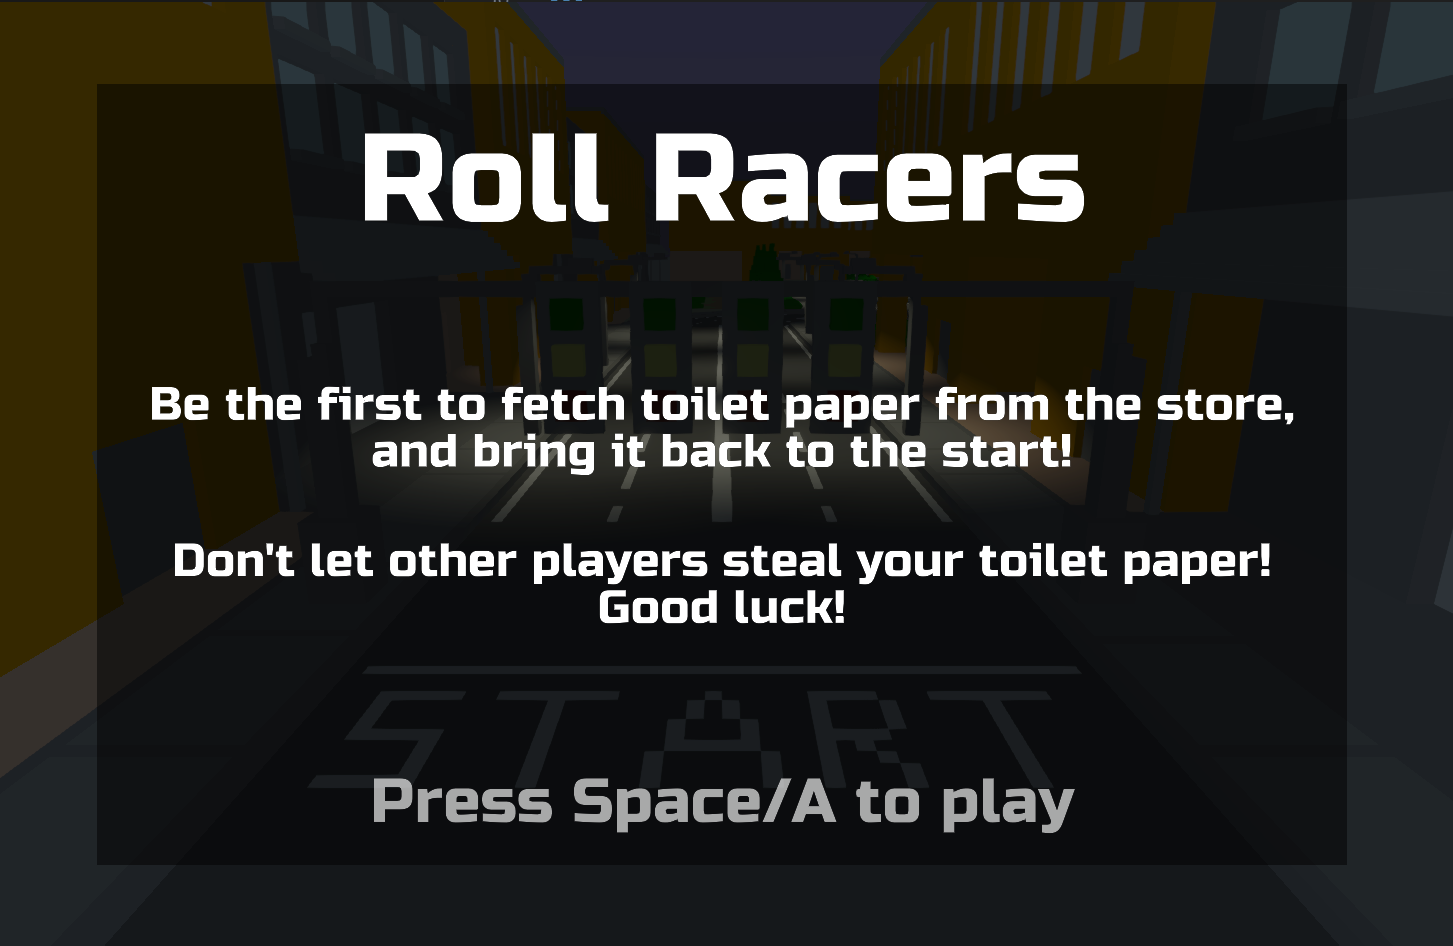 Roll Racers
Be the first to fetch toilet paper from the store,
and bring it back to the start!
Don't let other players steal your toilet paper!
Good luck!
START
Press Space/A to play